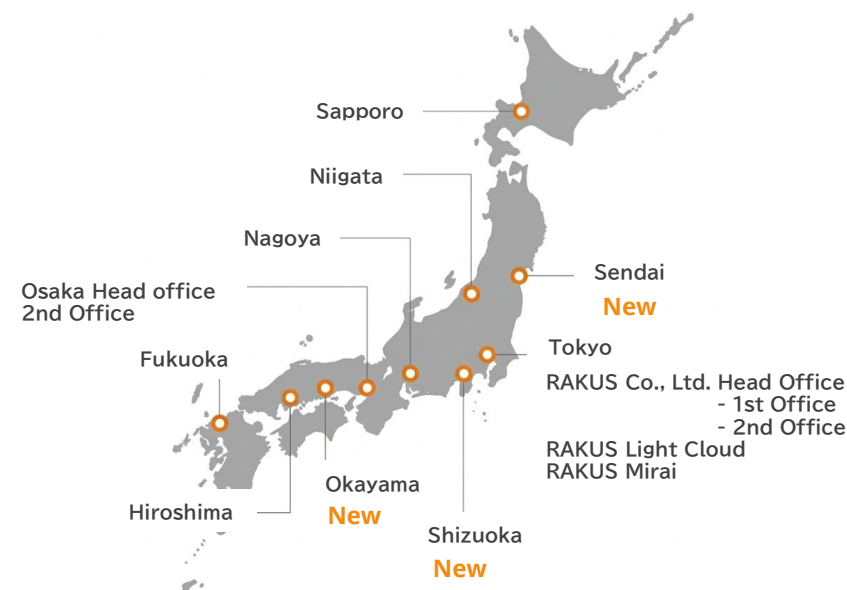 Sapporo
Niigata
Nagoya
Osaka Head office
2nd Office
Fukuoka
Sendai
New
Tokyo
RAKUS Co., Ltd. Head Office
- 1st Office
- 2nd Office
RAKUS Light Cloud
RAKUS Mirai
Okayama
New
Hiroshima
Shizuoka
New